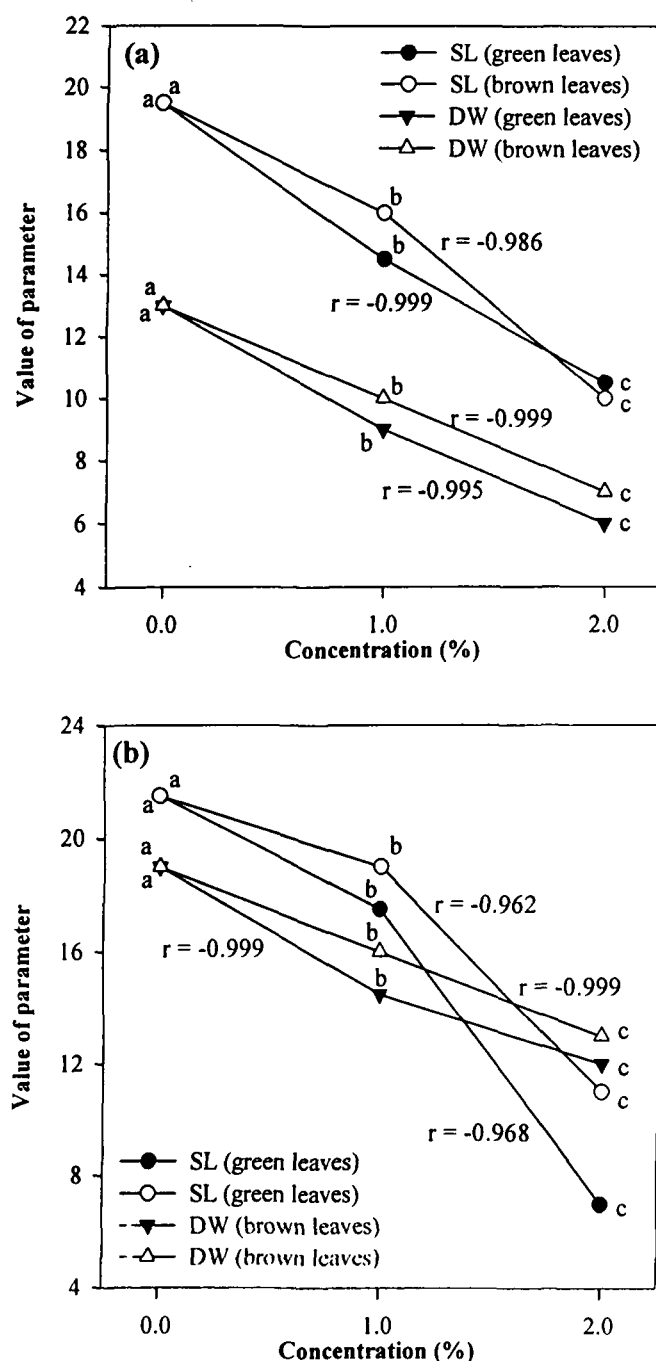 (a)
SL (green leaves)
SL (brown leaves)
DW (green leaves)
DW (brown leaves)
22
20
18
16
14
12
10
8
6
4
Value of parameter
a
a
b
b
r = -0.986
r = -0.999
a
a
b
b
r = -0.999
r = -0.995
c
c
c
c
0.0
1.0
2.0
Concentration (%)
(b)
24
20
16
12
8
4
Value of parameter
a
a
a
a
b
b
b
b
r = -0.962
r = -0.999
r = -0.999
r = -0.968
c
c
c
c
SL (green leaves)
SL (green leaves)
DW (brown leaves)
DW (brown leaves)
0.0
1.0
2.0
Concentration (%)